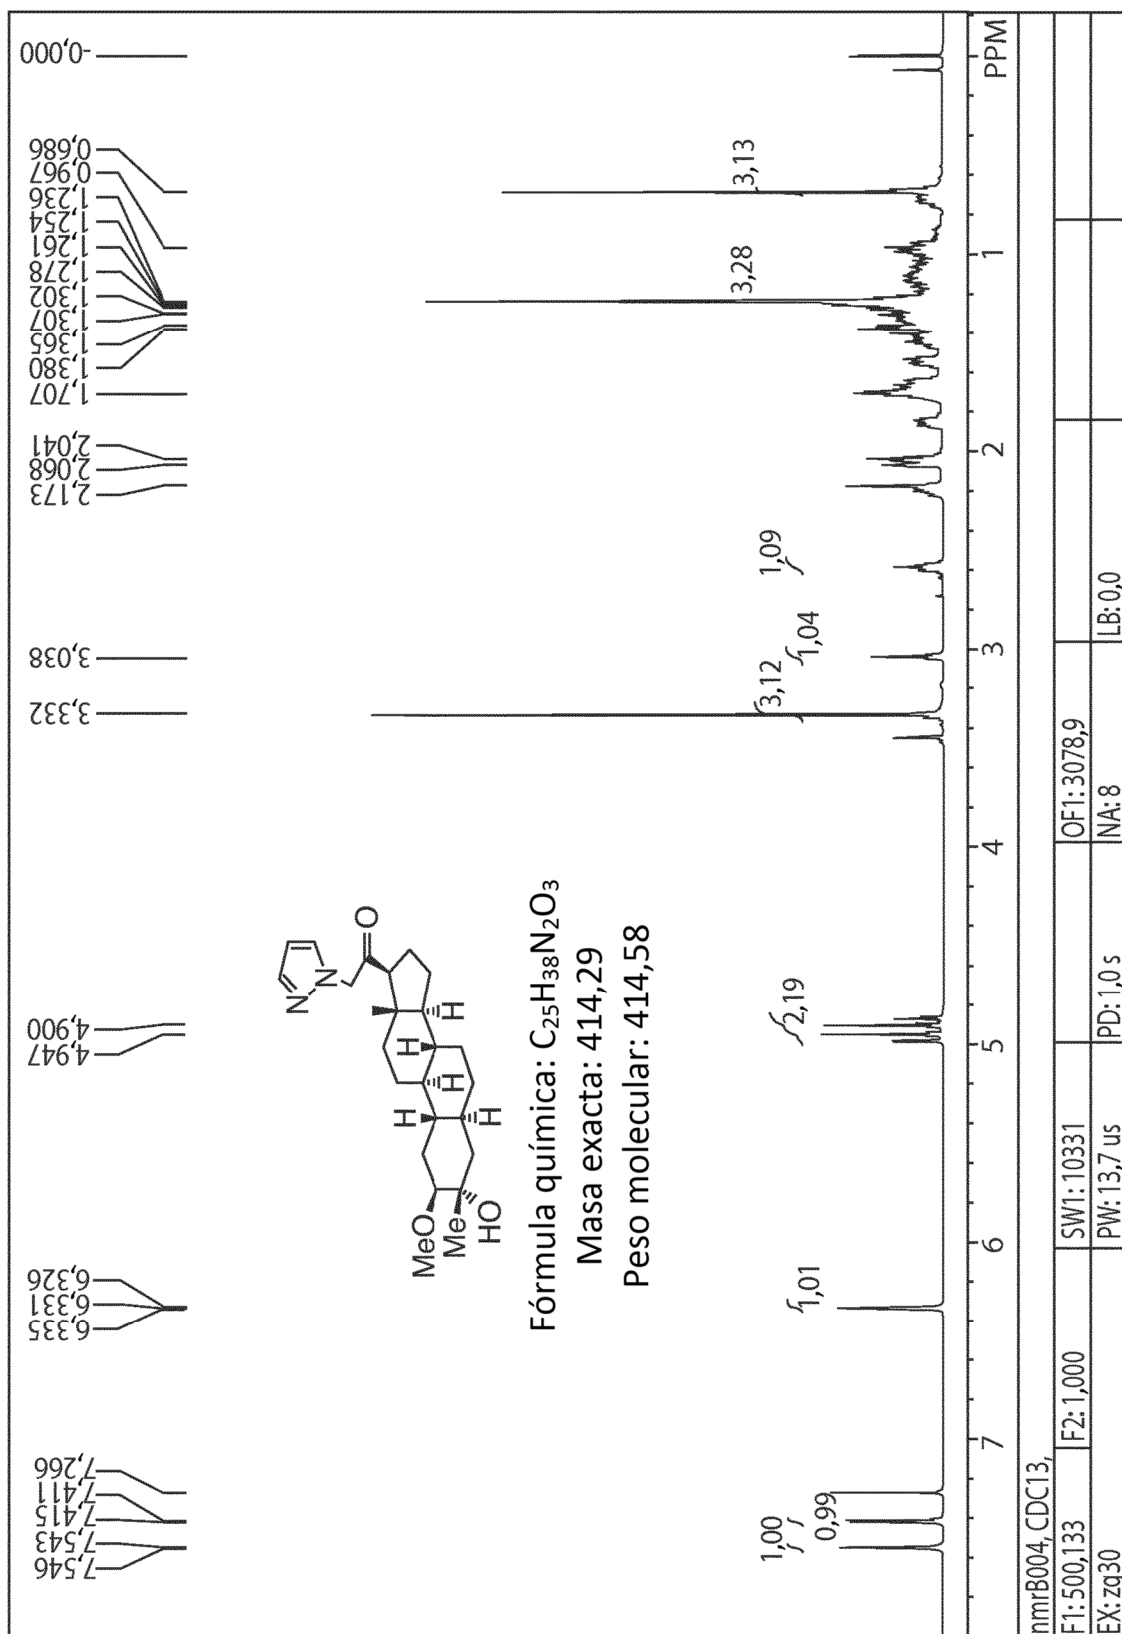 7,546
7,543
7,415
7,411
7,266
6,335
6,331
6,326
4,947
4,900
3,332
3,038
2,173
2,068
2,041
1,707
1,380
1,365
1,307
1,302
1,278
1,261
1,254
1,236
0,967
0,686
-0,000
N
N
O
H
H
H
H
H
MeO
Me
HO
Fórmula química: C25H38N2O3
Masa exacta: 414,29
Peso molecular: 414,58
1,00
0,99
1,01
2,19
3,12
1,04
1,09
3,28
3,13
7 6 5 4 3 2 1 PPM
nmrB004, CDC13,
F1: 500,133 F2: 1,000 SW1: 10331 OF1: 3078,9
EX: zq30 PW: 13,7 us PD: 1,0 s NA: 8 LB: 0,0